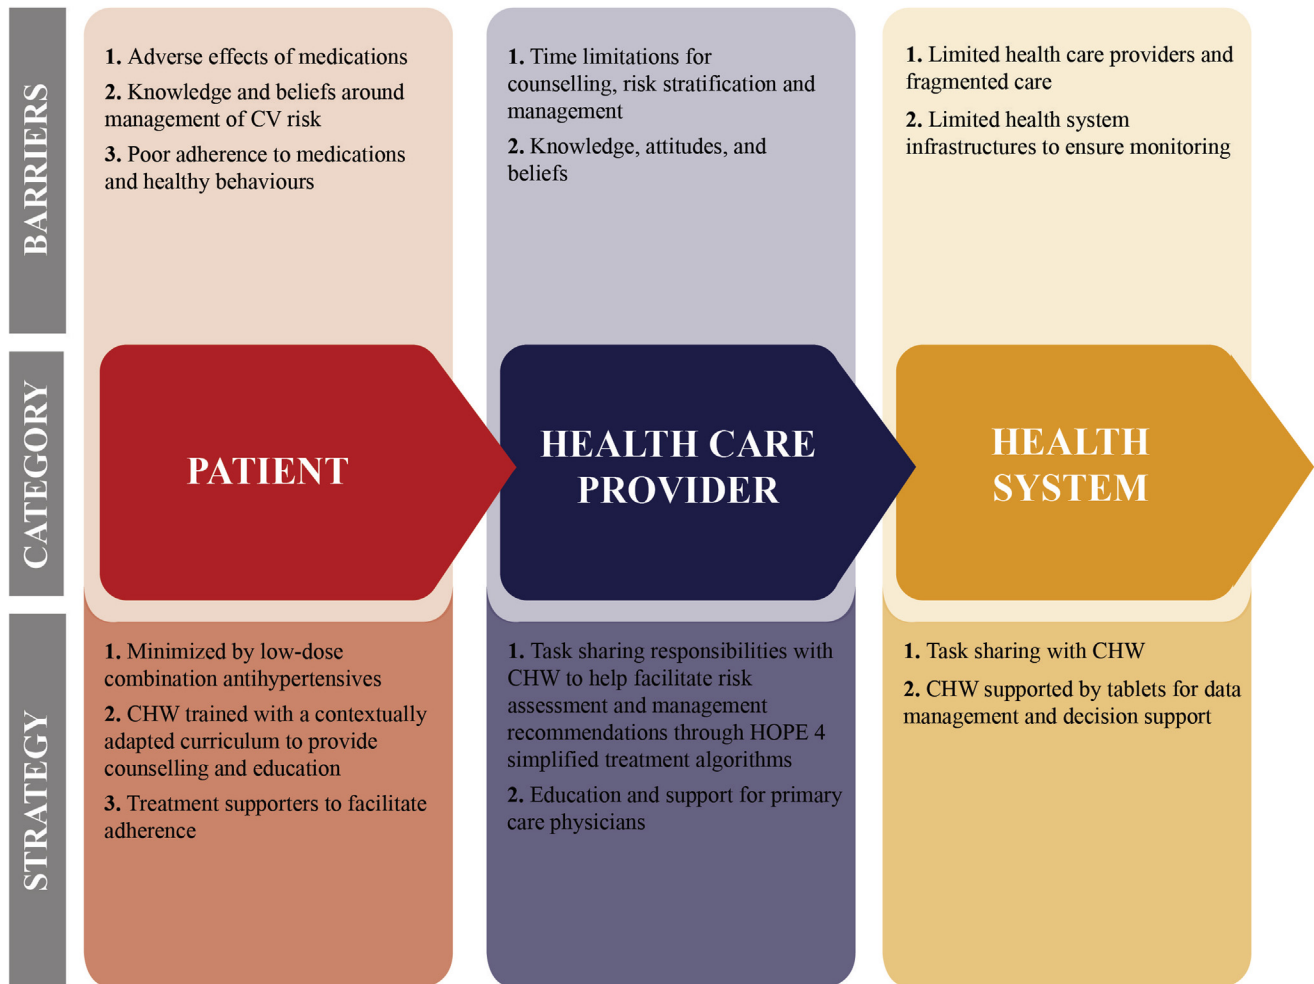 BARRIERS
1. Adverse effects of medications
2. Knowledge and beliefs around
management of CV risk
3. Poor adherence to medications
and healthy behaviours
1. Time limitations for
counselling, risk stratification and
management
2. Knowledge, attitudes, and
beliefs
1. Limited health care providers and
fragmented care
2. Limited health system
infrastructures to ensure monitoring
CATEGORY
PATIENT
HEALTH CARE
PROVIDER
HEALTH
SYSTEM
STRATEGY
1. Minimized by low-dose
combination antihypertensives
2. CHW trained with a contextually
adapted curriculum to provide
counselling and education
3. Treatment supporters to facilitate
adherence
1. Task sharing responsibilities with
CHW to help facilitate risk
assessment and management
recommendations through HOPE 4
simplified treatment algorithms
2. Education and support for primary
care physicians
1. Task sharing with CHW
2. CHW supported by tablets for data
management and decision support